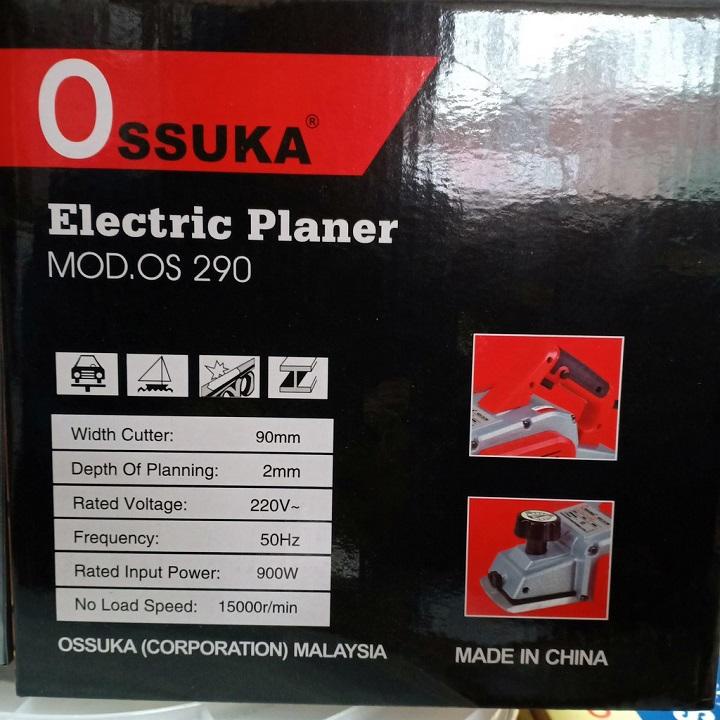 OSSUKA®
Electric Planer
MOD.OS 290
Width Cutter: 90mm
Depth Of Planning: 2mm
Rated Voltage: 220V~
Frequency: 50Hz
Rated Input Power: 900W
No Load Speed: 15000r/min
OSSUKA (CORPORATION) MALAYSIA
MADE IN CHINA